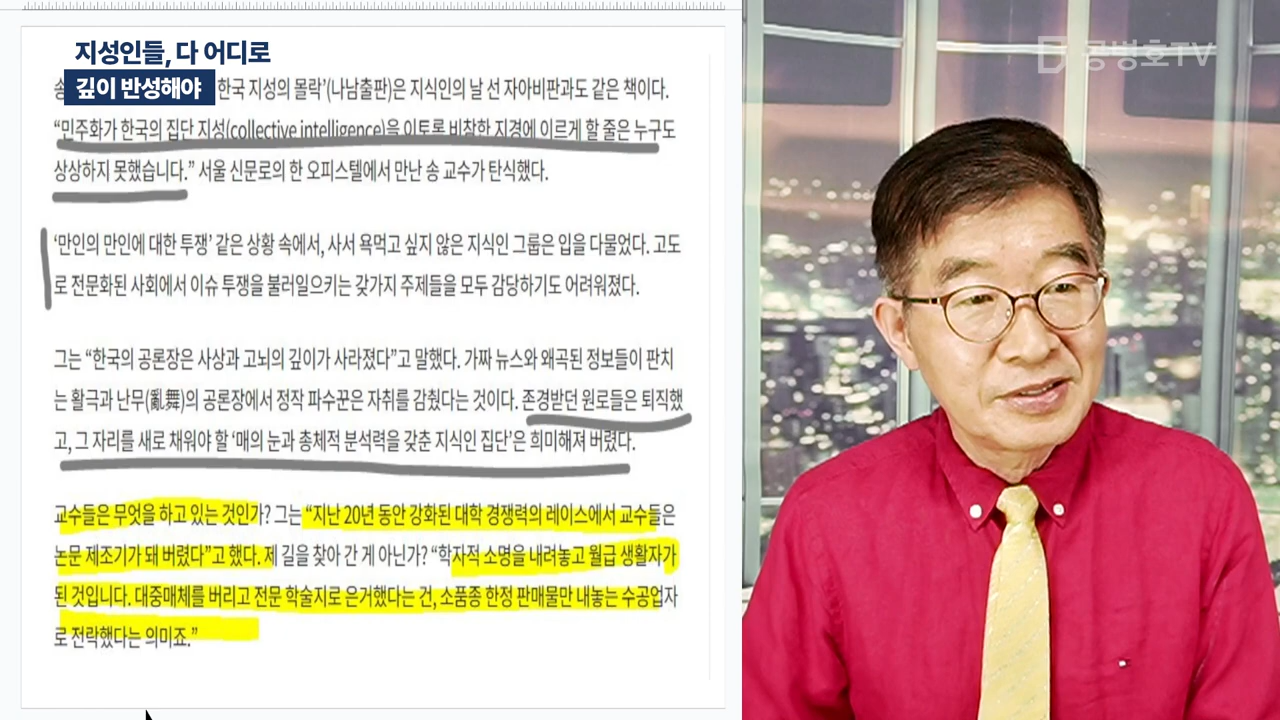 지성인들, 다 어디로
깊이 반성해야
공병호TV
송 한국 지성의 몰락’(나남출판)은 지식인의 날 선 자아비판과도 같은 책이다.
“민주화가 한국의 집단 지성(collective intelligence)을 이토록 비참한 지경에 이르게 할 줄은 누구도
상상하지 못했습니다.” 서울 신문로의 한 오피스텔에서 만난 송 교수가 탄식했다.
‘만인의 만인에 대한 투쟁’ 같은 상황 속에서, 사서 욕먹고 싶지 않은 지식인 그룹은 입을 다물었다. 고도
로 전문화된 사회에서 이슈 투쟁을 불러일으키는 갖가지 주제들을 모두 감당하기도 어려워졌다.
그는 “한국의 공론장은 사상과 고뇌의 깊이가 사라졌다”고 말했다. 가짜 뉴스와 왜곡된 정보들이 판치
는 활극과 난무(亂舞)의 공론장에서 정작 파수꾼은 자취를 감췄다는 것이다. 존경받던 원로들은 퇴직했
고, 그 자리를 새로 채워야 할 ‘매의 눈과 총체적 분석력을 갖춘 지식인 집단’은 희미해져 버렸다.
교수들은 무엇을 하고 있는 것인가? 그는 “지난 20년 동안 강화된 대학 경쟁력의 레이스에서 교수들은
논문 제조기가 돼 버렸다”고 했다. 제 길을 찾아 간 게 아닌가? “학자적 소명을 내려놓고 월급 생활자가
된 것입니다. 대중매체를 버리고 전문 학술지로 은거했다는 건, 소품종 한정 판매물만 내놓는 수공업자
로 전락했다는 의미죠.”